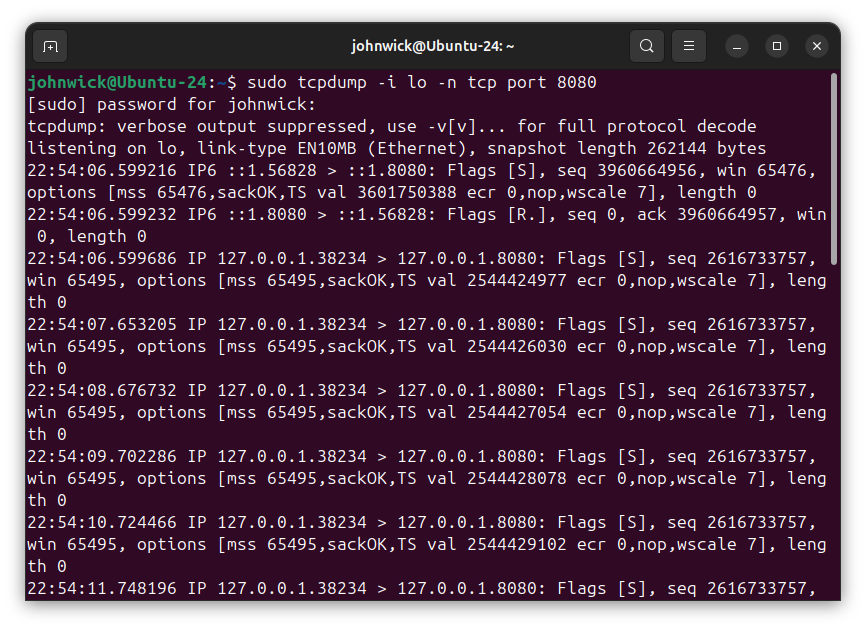 johnwick@Ubuntu-24: ~
johnwick@Ubuntu-24:~$ sudo tcpdump -i lo -n tcp port 8080
[sudo] password for johnwick:
tcpdump: verbose output suppressed, use -v[v]... for full protocol decode
listening on lo, link-type EN10MB (Ethernet), snapshot length 262144 bytes
22:54:06.599216 IP6 ::1.56828 > ::1.8080: Flags [S], seq 3960664956, win 65476,
options [mss 65476,sackOK,TS val 3601750388 ecr 0,nop,wscale 7], length 0
22:54:06.599232 IP6 ::1.8080 > ::1.56828: Flags [R.], seq 0, ack 3960664957, win
 0, length 0
22:54:06.599686 IP 127.0.0.1.38234 > 127.0.0.1.8080: Flags [S], seq 2616733757,
win 65495, options [mss 65495,sackOK,TS val 2544424977 ecr 0,nop,wscale 7], leng
th 0
22:54:07.653205 IP 127.0.0.1.38234 > 127.0.0.1.8080: Flags [S], seq 2616733757,
win 65495, options [mss 65495,sackOK,TS val 2544426030 ecr 0,nop,wscale 7], leng
th 0
22:54:08.676732 IP 127.0.0.1.38234 > 127.0.0.1.8080: Flags [S], seq 2616733757,
win 65495, options [mss 65495,sackOK,TS val 2544427054 ecr 0,nop,wscale 7], leng
th 0
22:54:09.702286 IP 127.0.0.1.38234 > 127.0.0.1.8080: Flags [S], seq 2616733757,
win 65495, options [mss 65495,sackOK,TS val 2544428078 ecr 0,nop,wscale 7], leng
th 0
22:54:10.724466 IP 127.0.0.1.38234 > 127.0.0.1.8080: Flags [S], seq 2616733757,
win 65495, options [mss 65495,sackOK,TS val 2544429102 ecr 0,nop,wscale 7], leng
th 0
22:54:11.748196 IP 127.0.0.1.38234 > 127.0.0.1.8080: Flags [S], seq 2616733757,